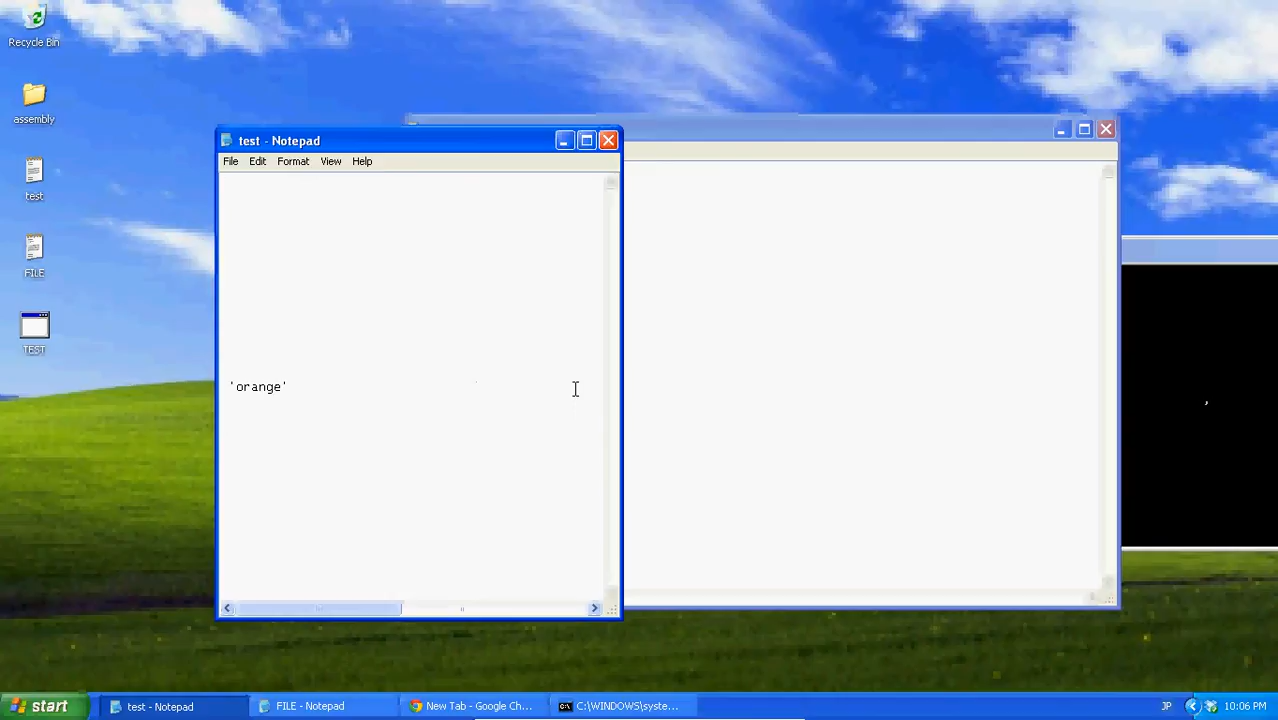 Recycle Bin
assembly
test
FILE
TEST
test - Notepad
File Edit Format View Help
'orange'
start
test - Notepad
FILE - Notepad
New Tab - Google Ch...
C:\WINDOWS\syste...
JP
10:06 PM